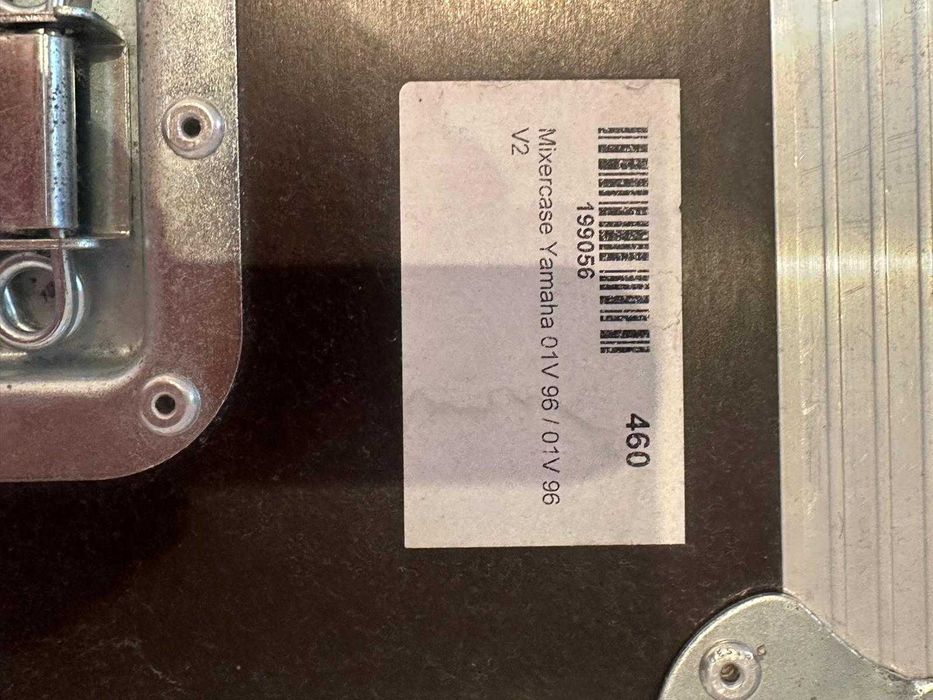 460
199056
Mixercase Yamaha 01V 96 / 01V 96
V2